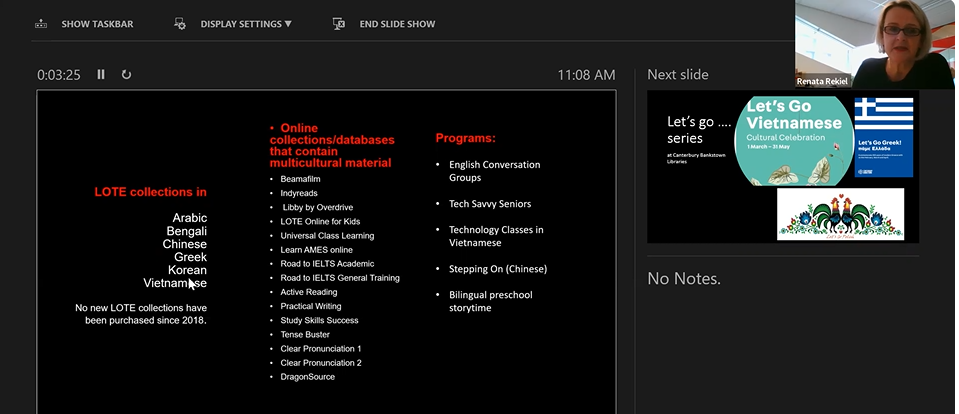 SHOW TASKBAR
DISPLAY SETTINGS ▼
END SLIDE SHOW
Renata Rekiel
0:03:25
11:08 AM
LOTE collections in
Arabic
Bengali
Chinese
Greek
Korean
Vietnamese
No new LOTE collections have
been purchased since 2018.
• Online
collections/databases
that contain
multicultural material
• Beamafilm
• Indyreads
• Libby by Overdrive
• LOTE Online for Kids
• Universal Class Learning
• Learn AMES online
• Road to IELTS Academic
• Road to IELTS General Training
• Active Reading
• Practical Writing
• Study Skills Success
• Tense Buster
• Clear Pronunciation 1
• Clear Pronunciation 2
• DragonSource
Programs:
• English Conversation
Groups
• Tech Savvy Seniors
• Technology Classes in
Vietnamese
• Stepping On (Chinese)
• Bilingual preschool
storytime
Next slide
Let's go ....
series
at Canterbury Bankstown
Libraries
Let's Go
Vietnamese
Cultural Celebration
1 March – 31 May
Let's Go Greek!
πάμε Ελλάδα
No Notes.